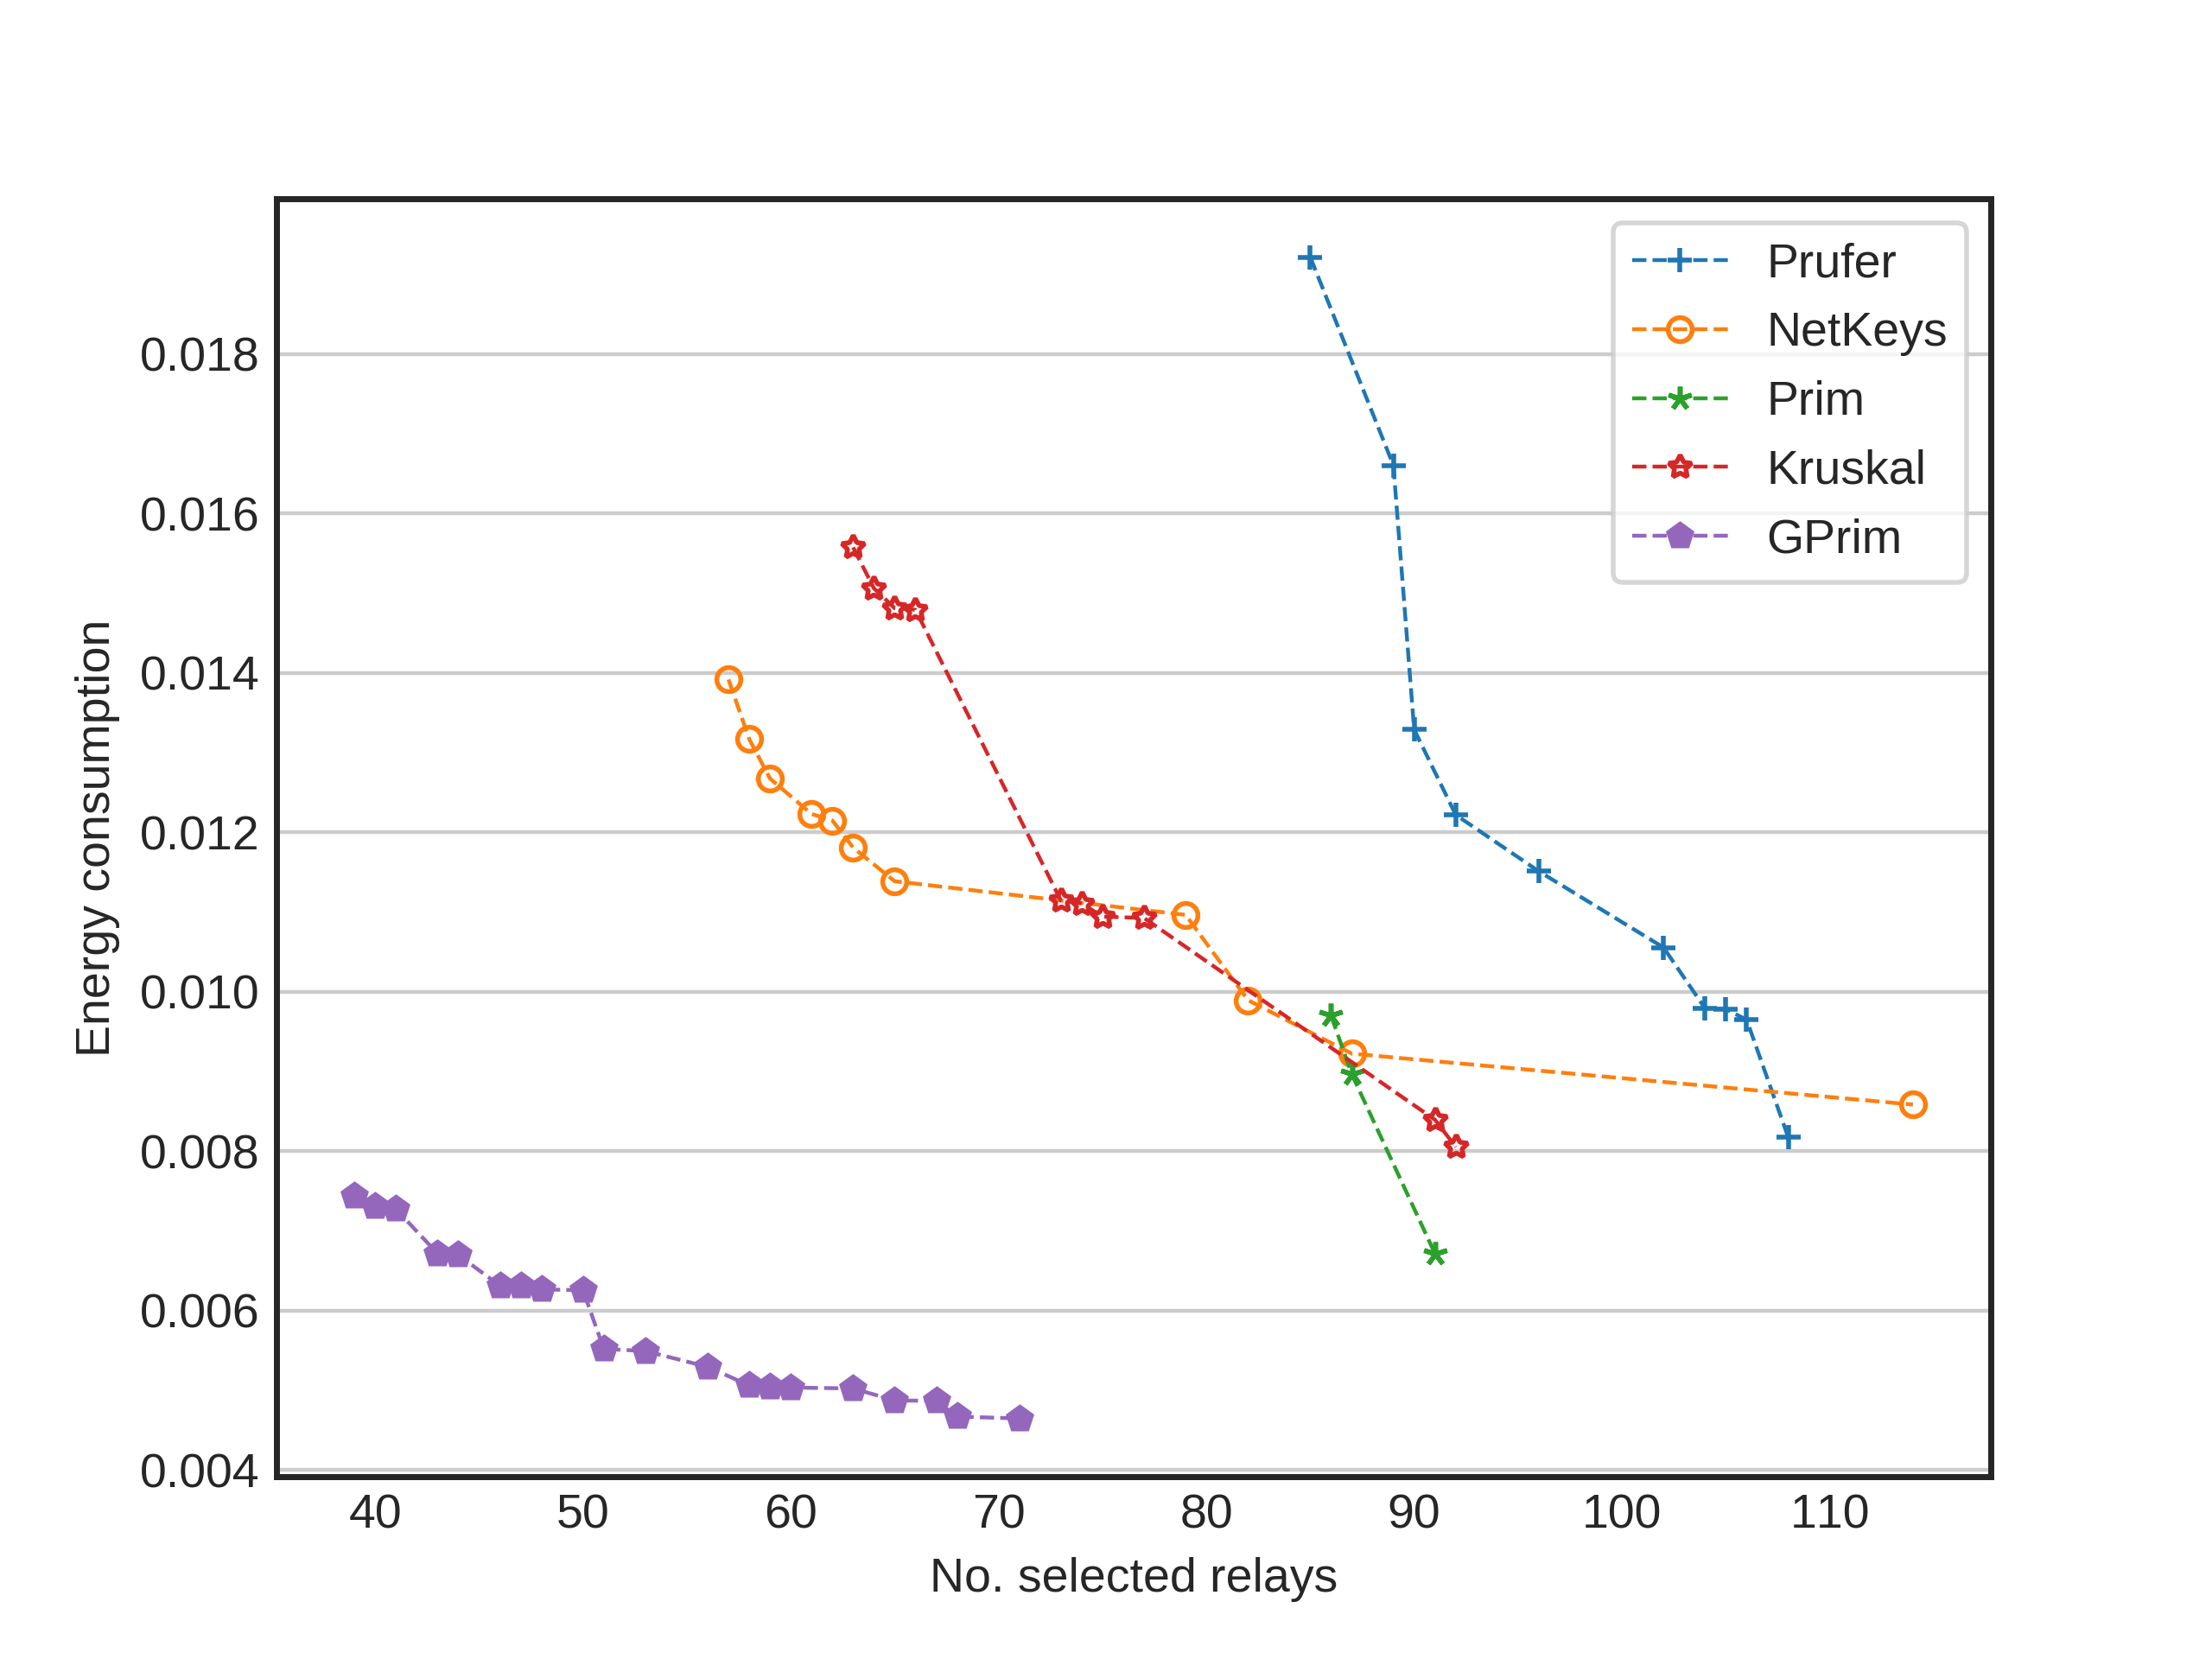 Prufer
NetKeys
Prim
Kruskal
GPrim
Energy consumption
0.018
0.016
0.014
0.012
0.010
0.008
0.006
0.004
40 50 60 70 80 90 100 110
No. selected relays